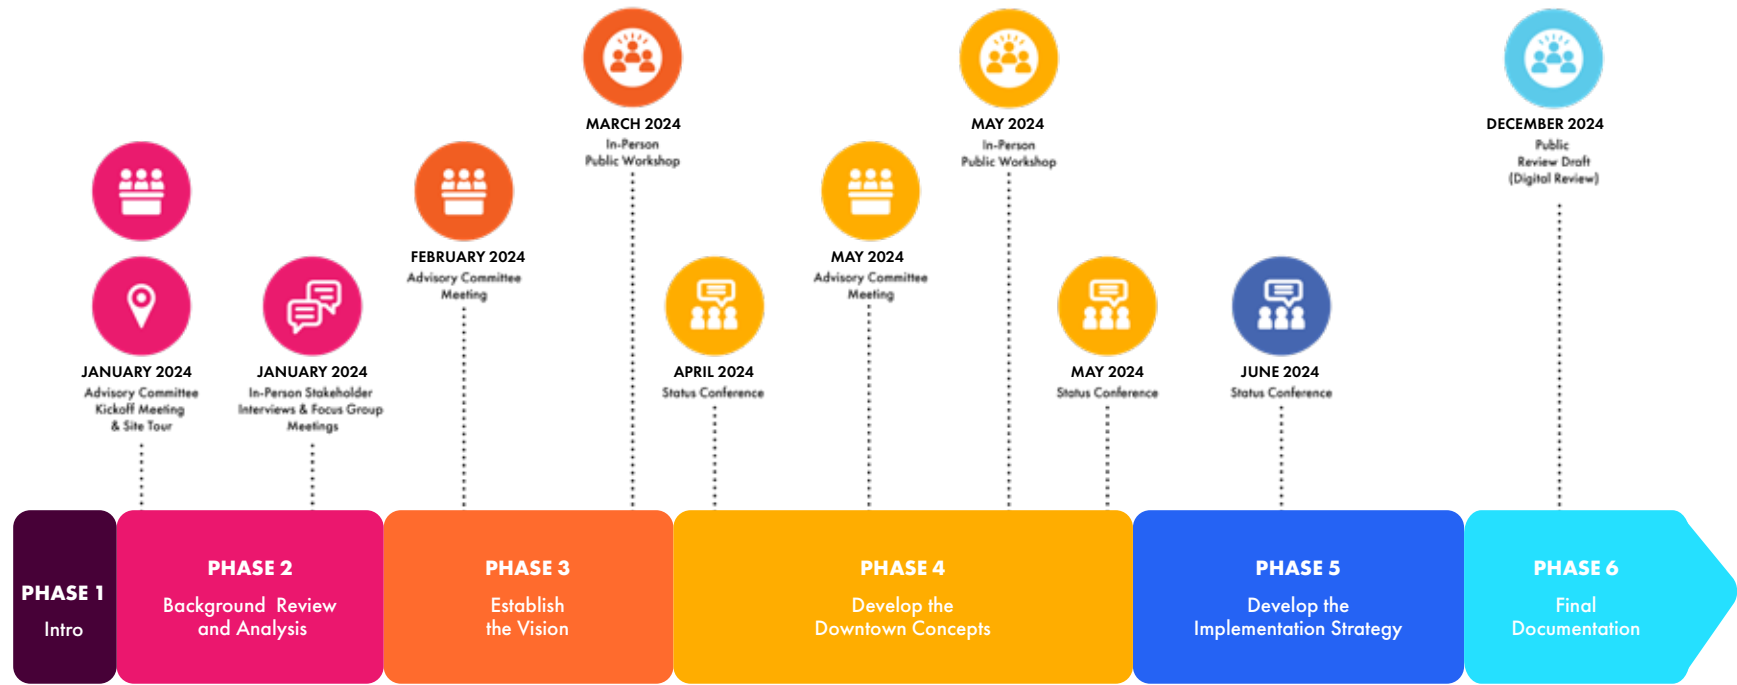 MARCH 2024
In-Person
Public Workshop
MAY 2024
In-Person
Public Workshop
DECEMBER 2024
Public
Review Draft
(Digital Review)
FEBRUARY 2024
Advisory Committee
Meeting
MAY 2024
Advisory Committee
Meeting
JANUARY 2024
Advisory Committee
Kickoff Meeting
& Site Tour
JANUARY 2024
In-Person Stakeholder
Interviews & Focus Group
Meetings
APRIL 2024
Status Conference
MAY 2024
Status Conference
JUNE 2024
Status Conference
PHASE 1
Intro
PHASE 2
Background Review
and Analysis
PHASE 3
Establish
the Vision
PHASE 4
Develop the
Downtown Concepts
PHASE 5
Develop the
Implementation Strategy
PHASE 6
Final
Documentation